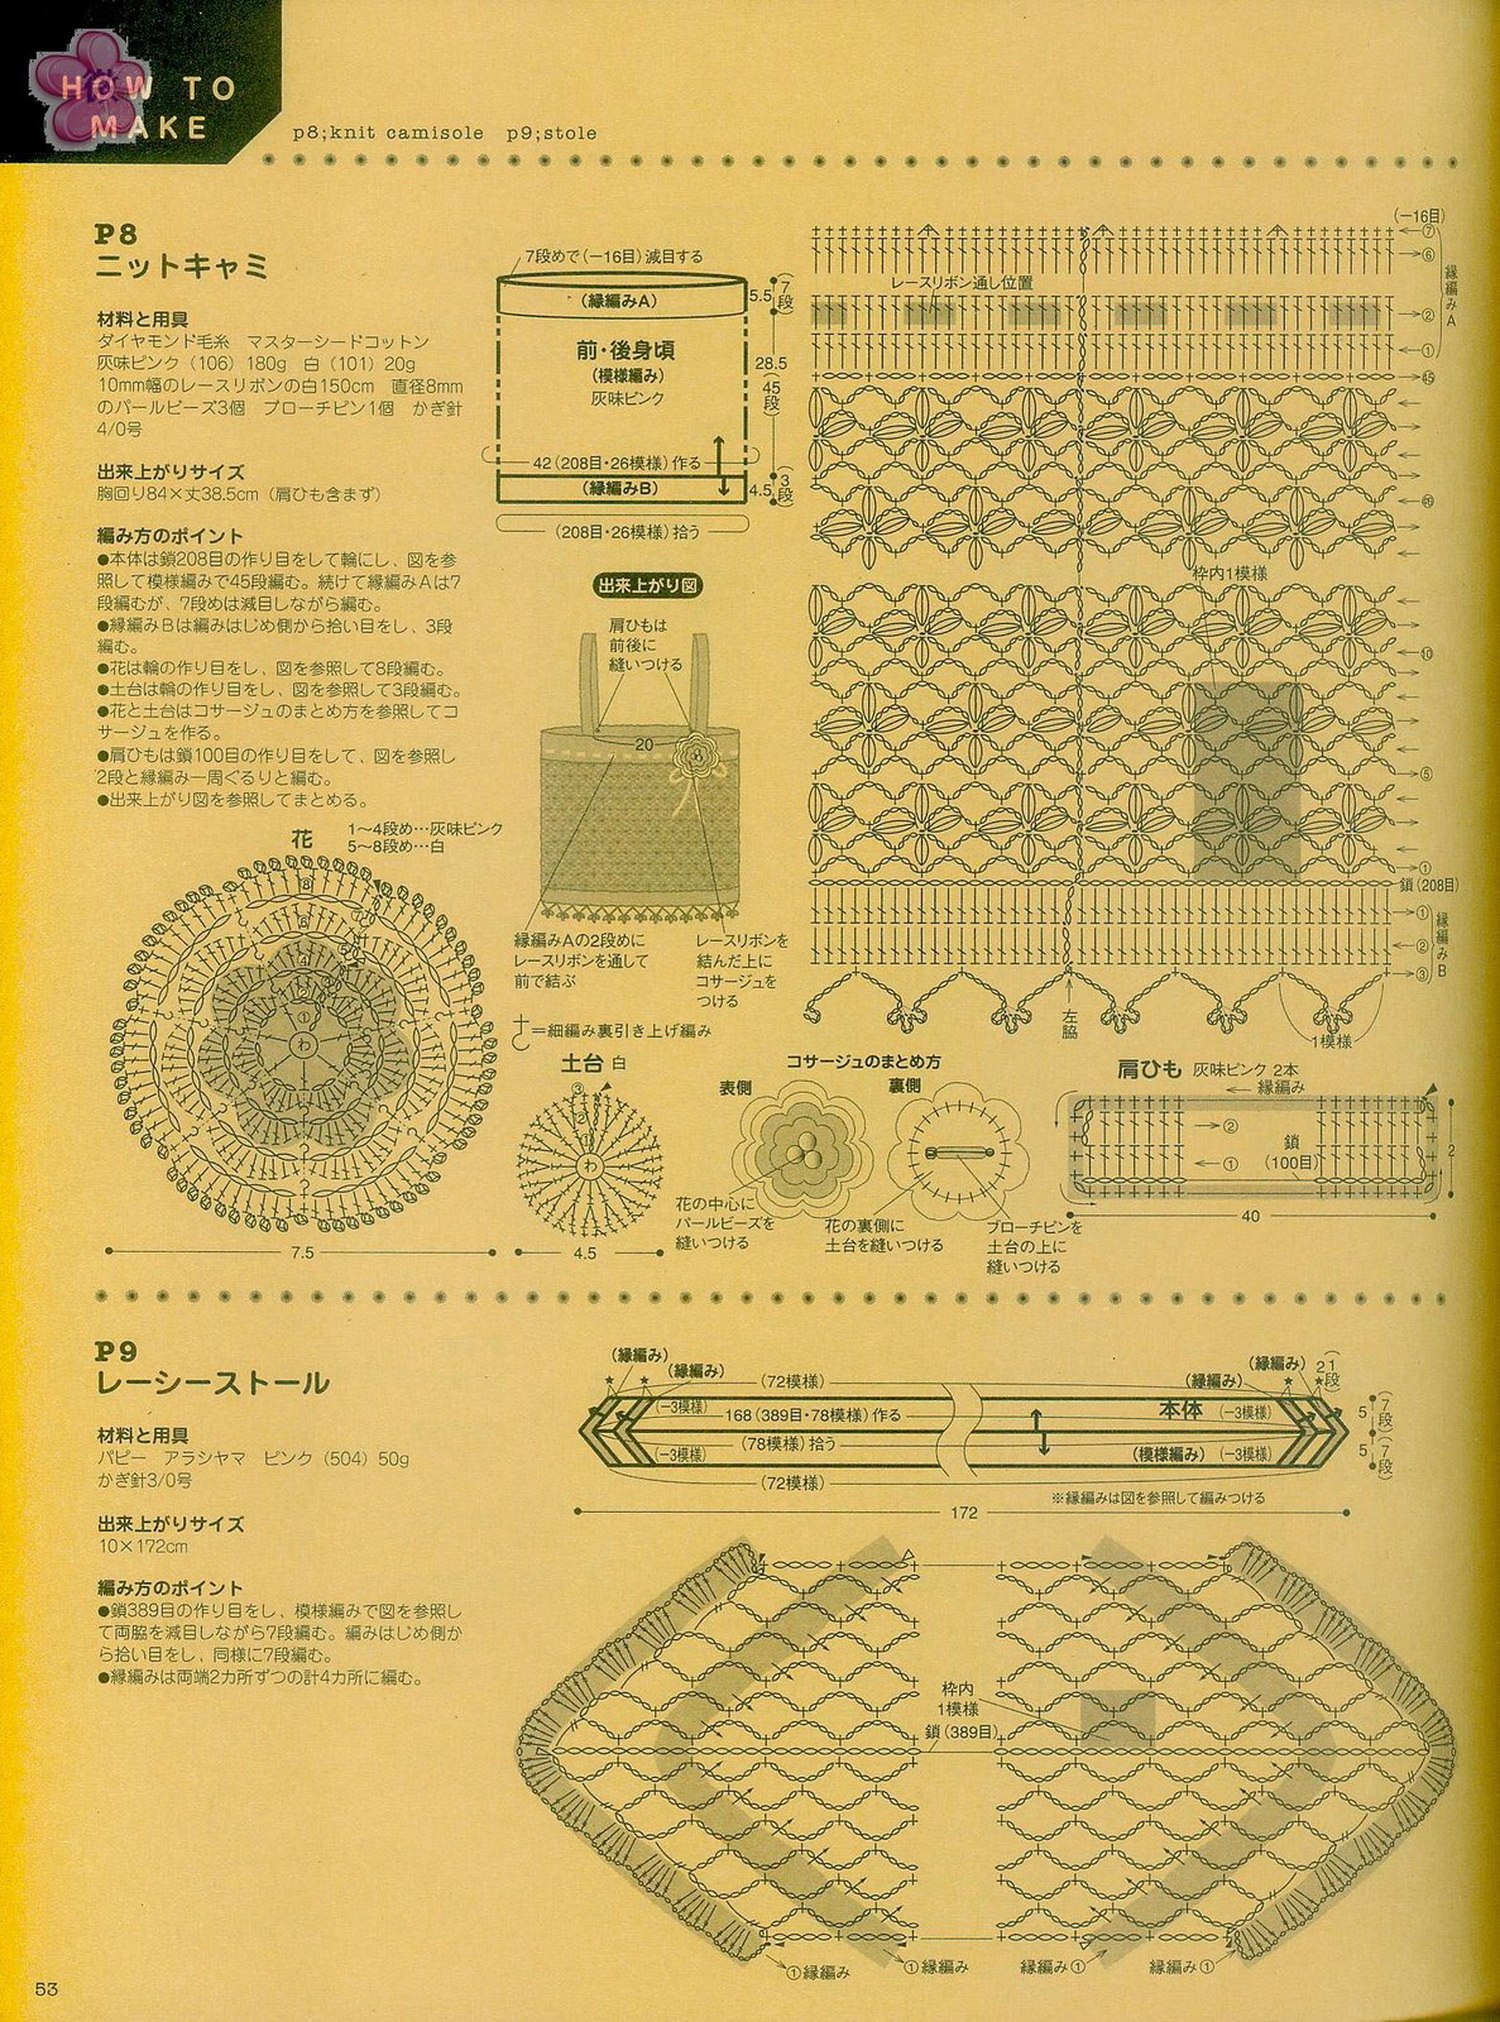 HOW TO
MAKE
p8;knit camisole p9;stole
P8
ニットキャミ
材料と用具
ダイヤモンド毛糸 マスターシードコットン
灰味ピンク（106）180g 白（101）20g
10mm幅のレースリボンの白150cm 直径8mm
のパールビーズ3個 ブローチピン1個 かぎ針
4/0号
出来上がりサイズ
胸回り84×丈38.5cm（肩ひも含まず）
編み方のポイント
●本体は鎖208目の作り目をして輪にし、図を参
照して模様編みで45段編む。続けて縁編みAは7
段編むが、7段めは減目しながら編む。
●縁編みBは編みはじめ側から拾い目をし、3段
編む。
●花は輪の作り目をし、図を参照して8段編む。
●土台は輪の作り目をし、図を参照して3段編む。
●花と土台はコサージュのまとめ方を参照してコ
サージュを作る。
●肩ひもは鎖100目の作り目をして、図を参照し
2段と縁編み一周ぐるりと編む。
●出来上がり図を参照してまとめる。
7段めで（−16目）減目する
（縁編みA）
5.5
7段
前・後身頃
（模様編み）
灰味ピンク
28.5
45段
42（208目・26模様）作る
（縁編みB）
4.5
3段
（208目・26模様）拾う
出来上がり図
肩ひもは
前後に
縫いつける
20
縁編みAの2段めに
レースリボンを通して
前で結ぶ
レースリボンを
結んだ上に
コサージュを
つける
（−16目）
⑦
⑥
縁編みA
レースリボン通し位置
②
①
㊺
枠内1模様
⑩
⑤
①
鎖（208目）
①
②
③
縁編みB
左脇
1模様
花
1〜4段め…灰味ピンク
5〜8段め…白
わ
7.5
＝細編み裏引き上げ編み
土台 白
③
②
①
わ
4.5
コサージュのまとめ方
表側
裏側
花の中心に
パールビーズを
縫いつける
花の裏側に
土台を縫いつける
ブローチピンを
土台の上に
縫いつける
肩ひも 灰味ピンク 2本
縁編み
②
①
鎖
（100目）
2
40
P9
レーシーストール
材料と用具
パピー アラシヤマ ピンク（504）50g
かぎ針3/0号
出来上がりサイズ
10×172cm
編み方のポイント
●鎖389目の作り目をし、模様編みで図を参照し
て両脇を減目しながら7段編む。編みはじめ側か
ら拾い目をし、同様に7段編む。
●縁編みは両端2カ所ずつの計4カ所に編む。
（縁編み）
（縁編み）
（72模様）
（縁編み）
（縁編み）
2
1段
（−3模様）
168（389目・78模様）作る
本体
（−3模様）
5
7段
（−3模様）
（78模様）拾う
（模様編み）
（−3模様）
5
7段
（72模様）
※縁編みは図を参照して編みつける
172
枠内
1模様
鎖（389目）
①縁編み
①縁編み
縁編み①
縁編み①
53